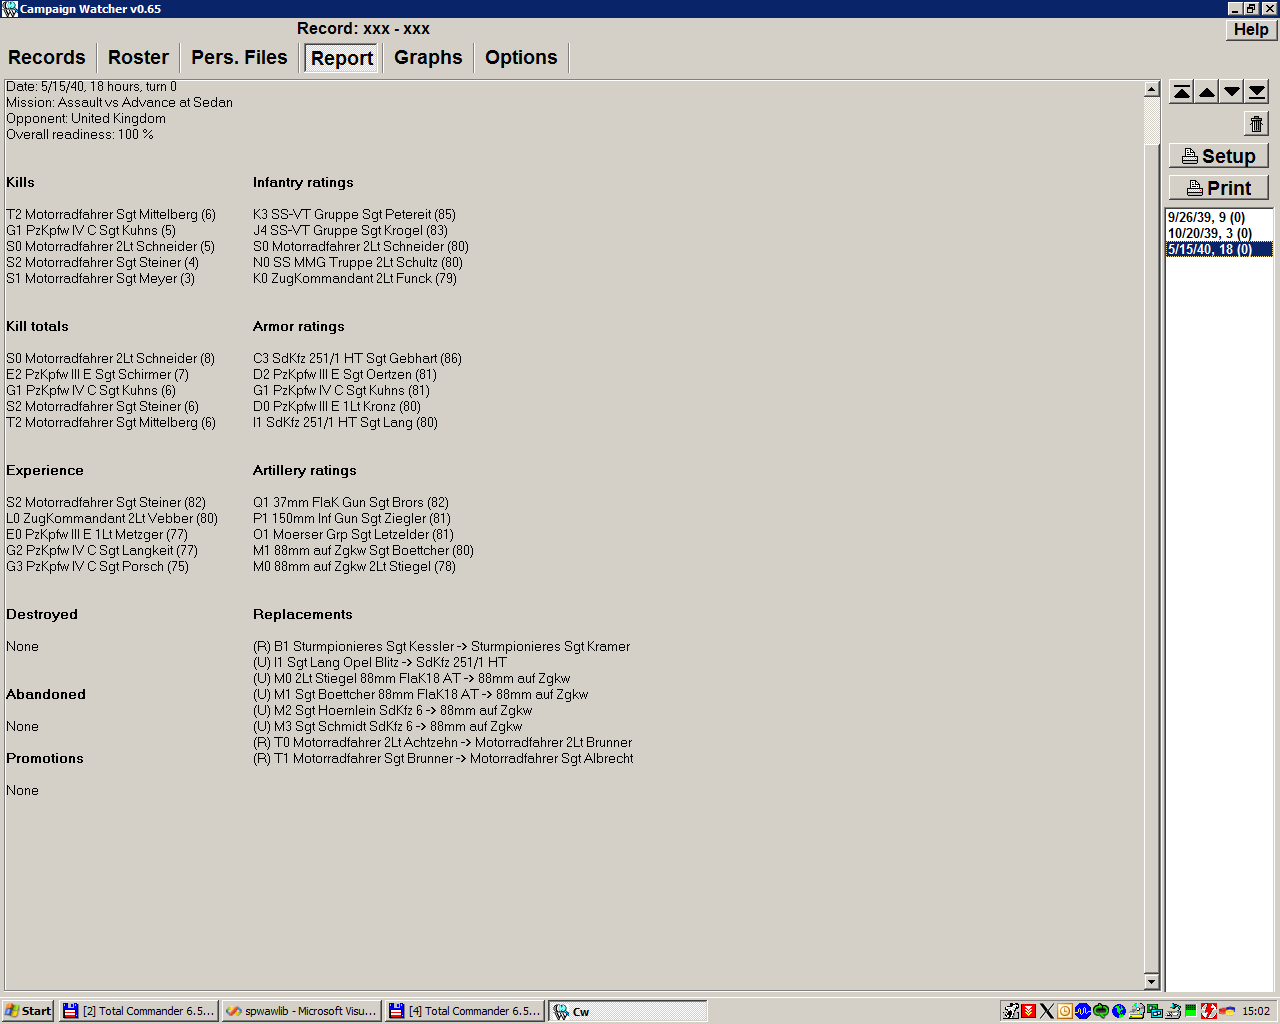 Campaign Watcher v0.65
Record: xxx - xxx
Help
Records
Roster
Pers. Files
Report
Graphs
Options
Date: 5/15/40, 18 hours, turn 0
Mission: Assault vs Advance at Sedan
Opponent: United Kingdom
Overall readiness: 100 %
Kills
T2 Motorradfahrer Sgt Mittelberg (6)
G1 PzKpfw IV C Sgt Kuhns (5)
S0 Motorradfahrer 2Lt Schneider (5)
S2 Motorradfahrer Sgt Steiner (4)
S1 Motorradfahrer Sgt Meyer (3)
Infantry ratings
K3 SS-VT Gruppe Sgt Petereit (85)
J4 SS-VT Gruppe Sgt Krogel (83)
S0 Motorradfahrer 2Lt Schneider (80)
N0 SS MMG Truppe 2Lt Schultz (80)
K0 ZugKommandant 2Lt Funck (79)
Kill totals
S0 Motorradfahrer 2Lt Schneider (8)
E2 PzKpfw III E Sgt Schirmer (7)
G1 PzKpfw IV C Sgt Kuhns (6)
S2 Motorradfahrer Sgt Steiner (6)
T2 Motorradfahrer Sgt Mittelberg (6)
Armor ratings
C3 SdKfz 251/1 HT Sgt Gebhart (86)
D2 PzKpfw III E Sgt Oertzen (81)
G1 PzKpfw IV C Sgt Kuhns (81)
D0 PzKpfw III E 1Lt Kronz (80)
I1 SdKfz 251/1 HT Sgt Lang (80)
Experience
S2 Motorradfahrer Sgt Steiner (82)
L0 ZugKommandant 2Lt Vebber (80)
E0 PzKpfw III E 1Lt Metzger (77)
G2 PzKpfw IV C Sgt Langkeit (77)
G3 PzKpfw IV C Sgt Porsch (75)
Artillery ratings
Q1 37mm FlaK Gun Sgt Brors (82)
P1 150mm Inf Gun Sgt Ziegler (81)
O1 Moerser Grp Sgt Letzelder (81)
M1 88mm auf Zgkw Sgt Boettcher (80)
M0 88mm auf Zgkw 2Lt Stiegel (78)
Destroyed
None
Abandoned
None
Promotions
None
Replacements
(R) B1 Sturmpionieres Sgt Kessler -> Sturmpionieres Sgt Kramer
(U) I1 Sgt Lang Opel Blitz -> SdKfz 251/1 HT
(U) M0 2Lt Stiegel 88mm FlaK18 AT -> 88mm auf Zgkw
(U) M1 Sgt Boettcher 88mm FlaK18 AT -> 88mm auf Zgkw
(U) M2 Sgt Hoernlein SdKfz 6 -> 88mm auf Zgkw
(U) M3 Sgt Schmidt SdKfz 6 -> 88mm auf Zgkw
(R) T0 Motorradfahrer 2Lt Achtzehn -> Motorradfahrer 2Lt Brunner
(R) T1 Motorradfahrer Sgt Brunner -> Motorradfahrer Sgt Albrecht
Setup
Print
9/26/39, 9 (0)
10/20/39, 3 (0)
5/15/40, 18 (0)
Start
[2] Total Commander 6.5...
spwawlib - Microsoft Visu...
[4] Total Commander 6.5...
Cw
15:02